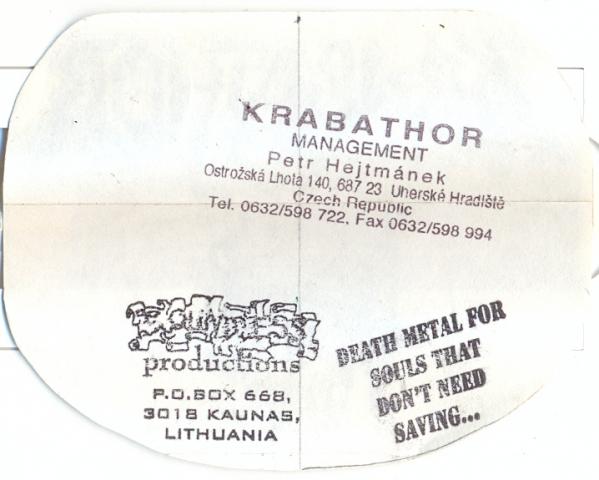 KRABATHOR
MANAGEMENT
Petr Hejtmánek
Ostrožská Lhota 140, 687 23 Uherské Hradiště
Czech Republic
Tel. 0632/598 722, Fax 0632/598 994
productions
P.O.BOX 668,
3018 KAUNAS,
LITHUANIA
DEATH METAL FOR
SOULS THAT
DON'T NEED
SAVING...